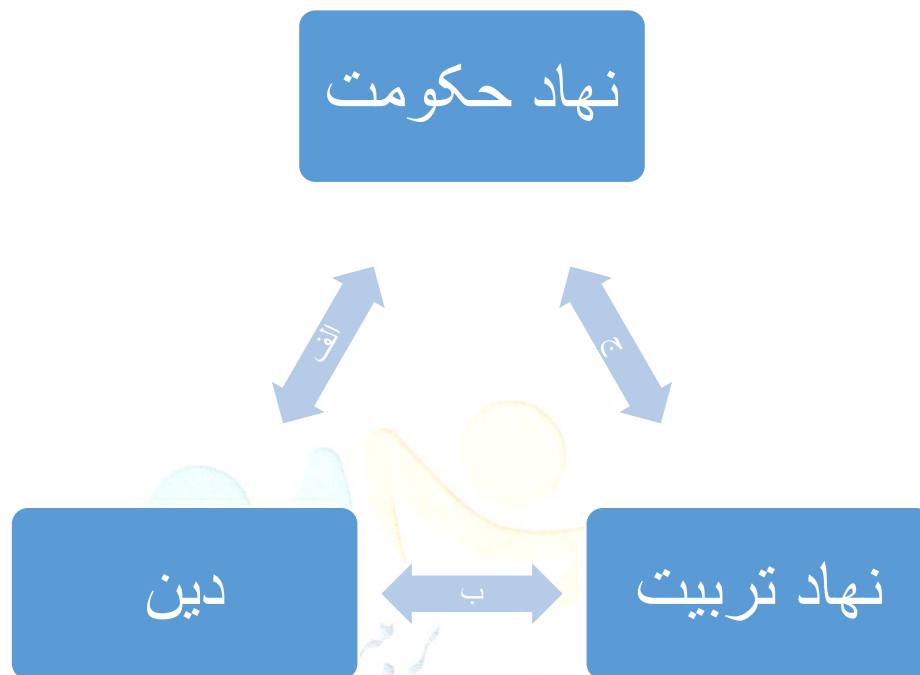 نهاد حکومت
الف
ج
دین
ب
نهاد تربیت